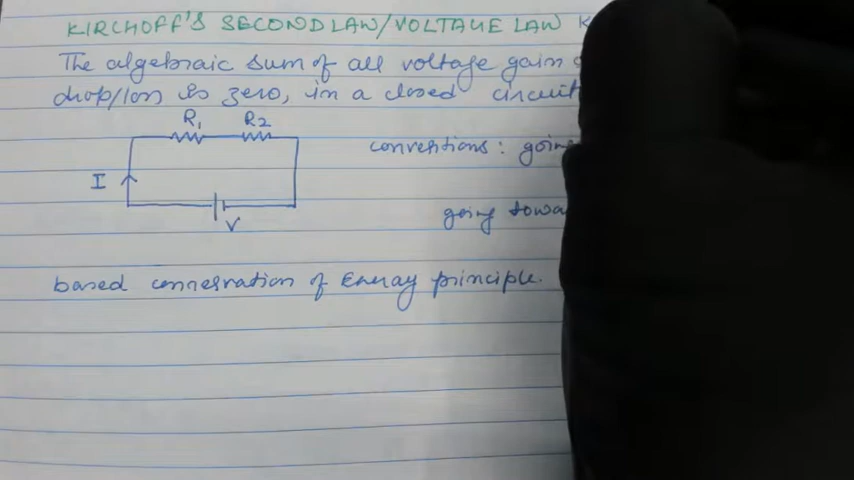 KIRCHOFF'S SECOND LAW/VOLTAGE LAW K
The algebraic sum of all voltage gain
drop/loss is zero, in a closed circuit
R1 R2
conventions: going
I
going towa
V
based conservation of Energy principle.